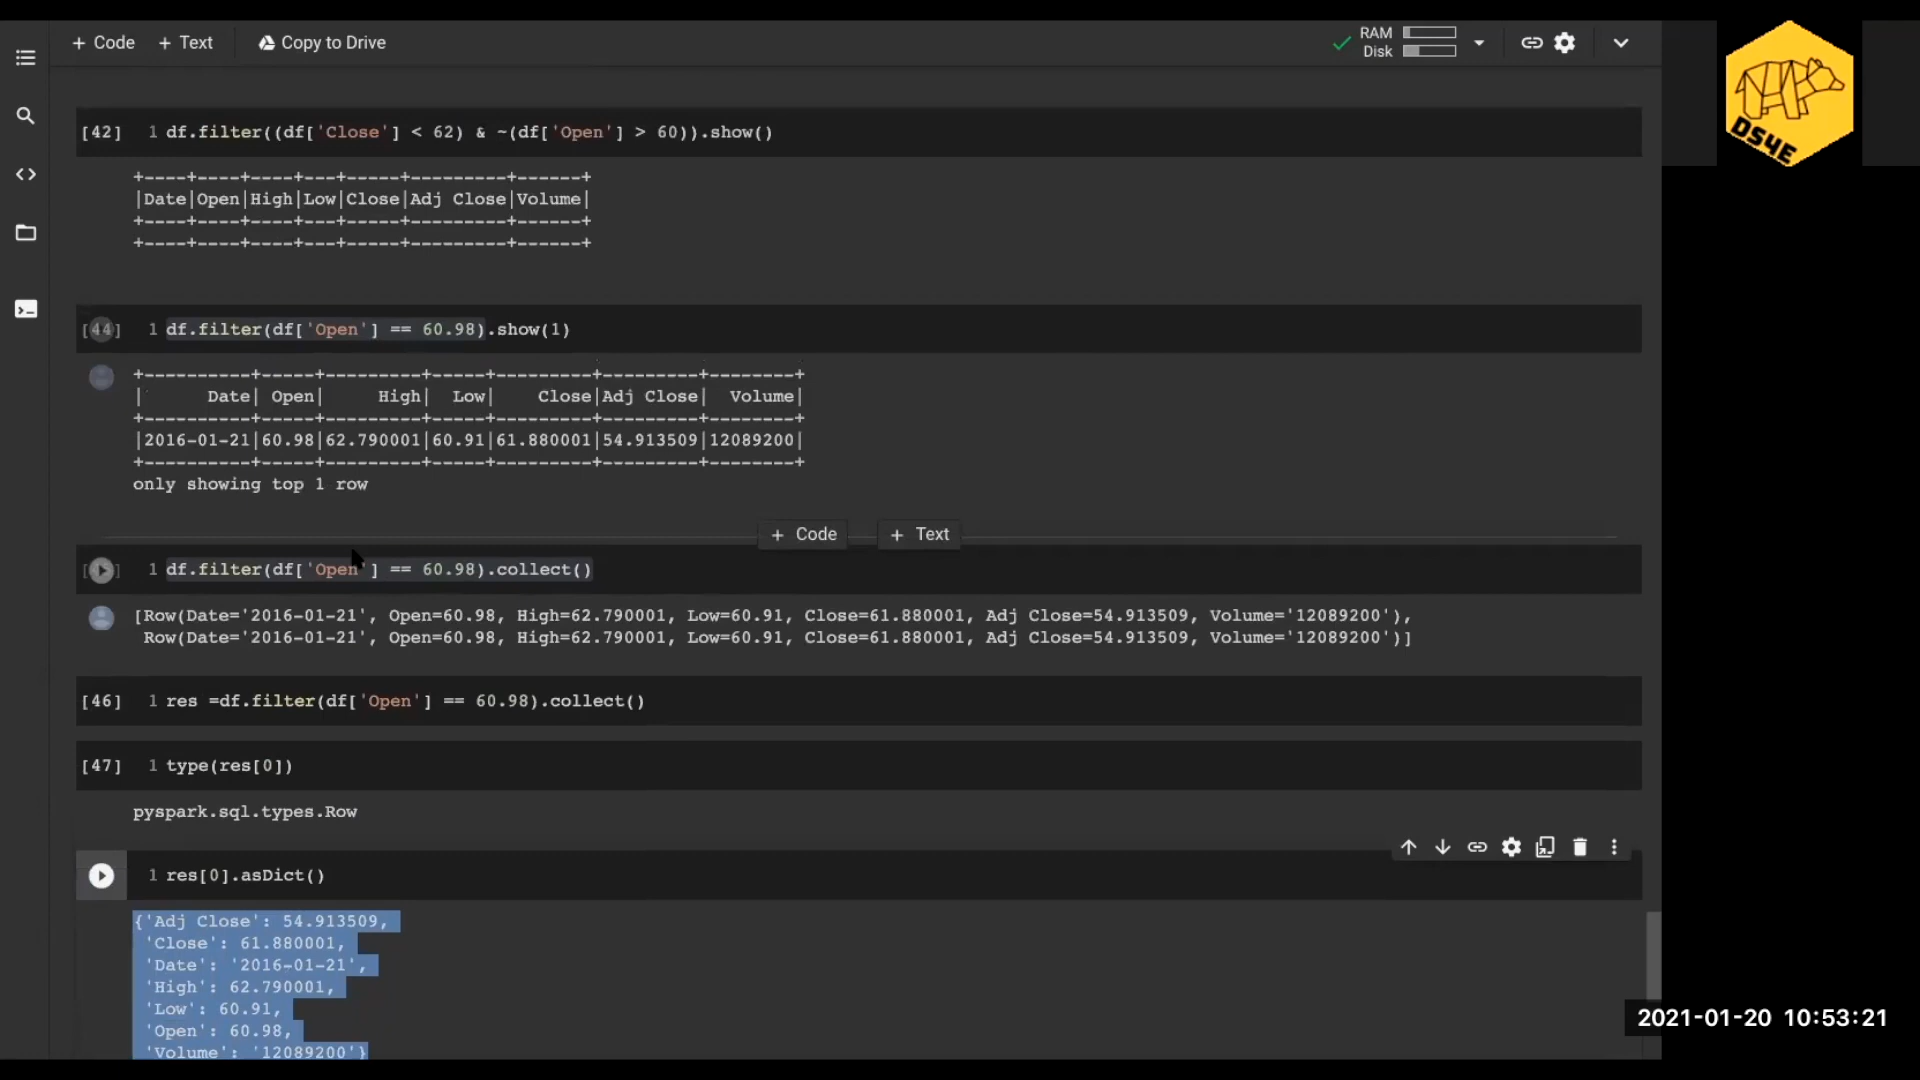 + Code + Text Copy to Drive RAM
Disk
DS4E
[42] 1 df.filter((df['Close'] < 62) & ~(df['Open'] > 60)).show()
+----+----+----+---+-----+---------+------+
|Date|Open|High|Low|Close|Adj Close|Volume|
+----+----+----+---+-----+---------+------+
+----+----+----+---+-----+---------+------+
[44] 1 df.filter(df['Open'] == 60.98).show(1)
+----------+-----+---------+-----+---------+---------+--------+
|      Date| Open|     High|  Low|    Close|Adj Close|  Volume|
+----------+-----+---------+-----+---------+---------+--------+
|2016-01-21|60.98|62.790001|60.91|61.880001|54.913509|12089200|
+----------+-----+---------+-----+---------+---------+--------+
only showing top 1 row
+ Code + Text
[ ] 1 df.filter(df['Open'] == 60.98).collect()
[Row(Date='2016-01-21', Open=60.98, High=62.790001, Low=60.91, Close=61.880001, Adj Close=54.913509, Volume='12089200'),
Row(Date='2016-01-21', Open=60.98, High=62.790001, Low=60.91, Close=61.880001, Adj Close=54.913509, Volume='12089200')]
[46] 1 res =df.filter(df['Open'] == 60.98).collect()
[47] 1 type(res[0])
pyspark.sql.types.Row
1 res[0].asDict()
{'Adj Close': 54.913509,
'Close': 61.880001,
'Date': '2016-01-21',
'High': 62.790001,
'Low': 60.91,
'Open': 60.98,
'Volume': '12089200'}
2021-01-20 10:53:21